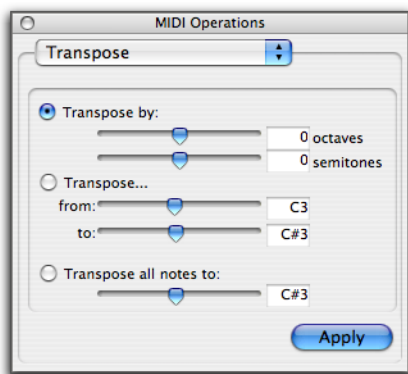 MIDI Operations
Transpose
Transpose by:
0 octaves
0 semitones
Transpose...
from: C3
to: C#3
Transpose all notes to:
C#3
Apply